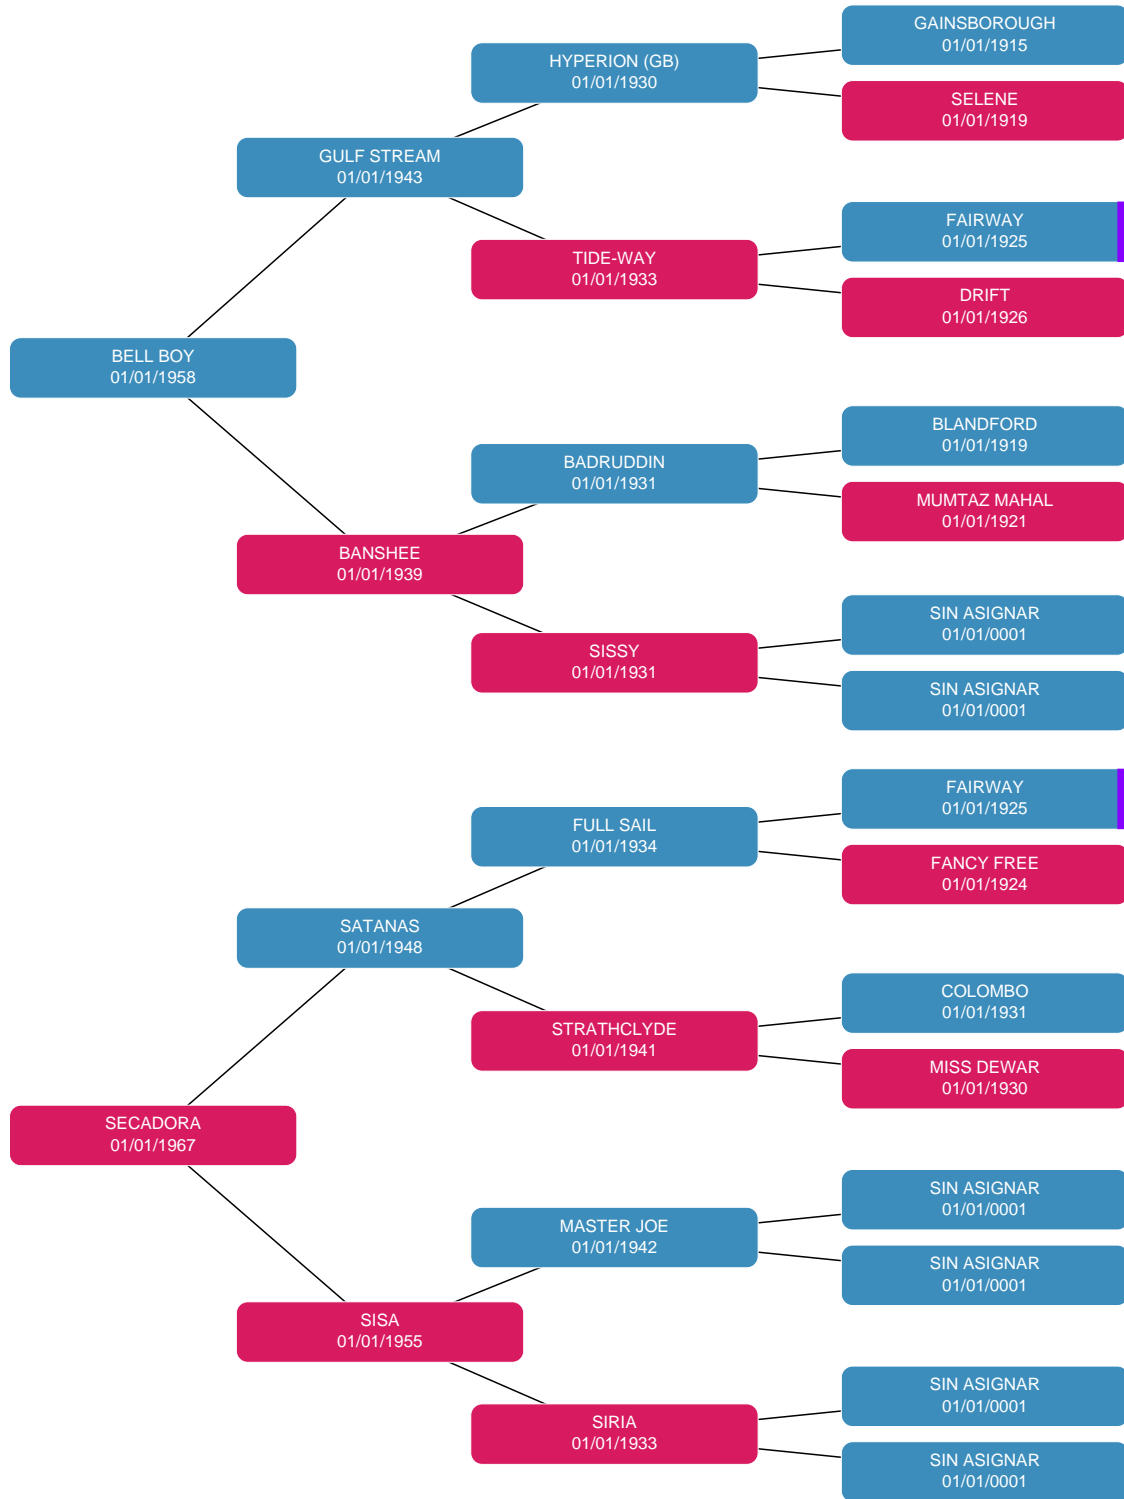 GAINSBOROUGH
01/01/1915
HYPERION (GB)
01/01/1930
SELENE
01/01/1919
GULF STREAM
01/01/1943
FAIRWAY
01/01/1925
TIDE-WAY
01/01/1933
DRIFT
01/01/1926
BELL BOY
01/01/1958
BLANDFORD
01/01/1919
BADRUDDIN
01/01/1931
MUMTAZ MAHAL
01/01/1921
BANSHEE
01/01/1939
SIN ASIGNAR
01/01/0001
SISSY
01/01/1931
SIN ASIGNAR
01/01/0001
FAIRWAY
01/01/1925
FULL SAIL
01/01/1934
FANCY FREE
01/01/1924
SATANAS
01/01/1948
COLOMBO
01/01/1931
STRATHCLYDE
01/01/1941
MISS DEWAR
01/01/1930
SECADORA
01/01/1967
SIN ASIGNAR
01/01/0001
MASTER JOE
01/01/1942
SIN ASIGNAR
01/01/0001
SISA
01/01/1955
SIN ASIGNAR
01/01/0001
SIRIA
01/01/1933
SIN ASIGNAR
01/01/0001